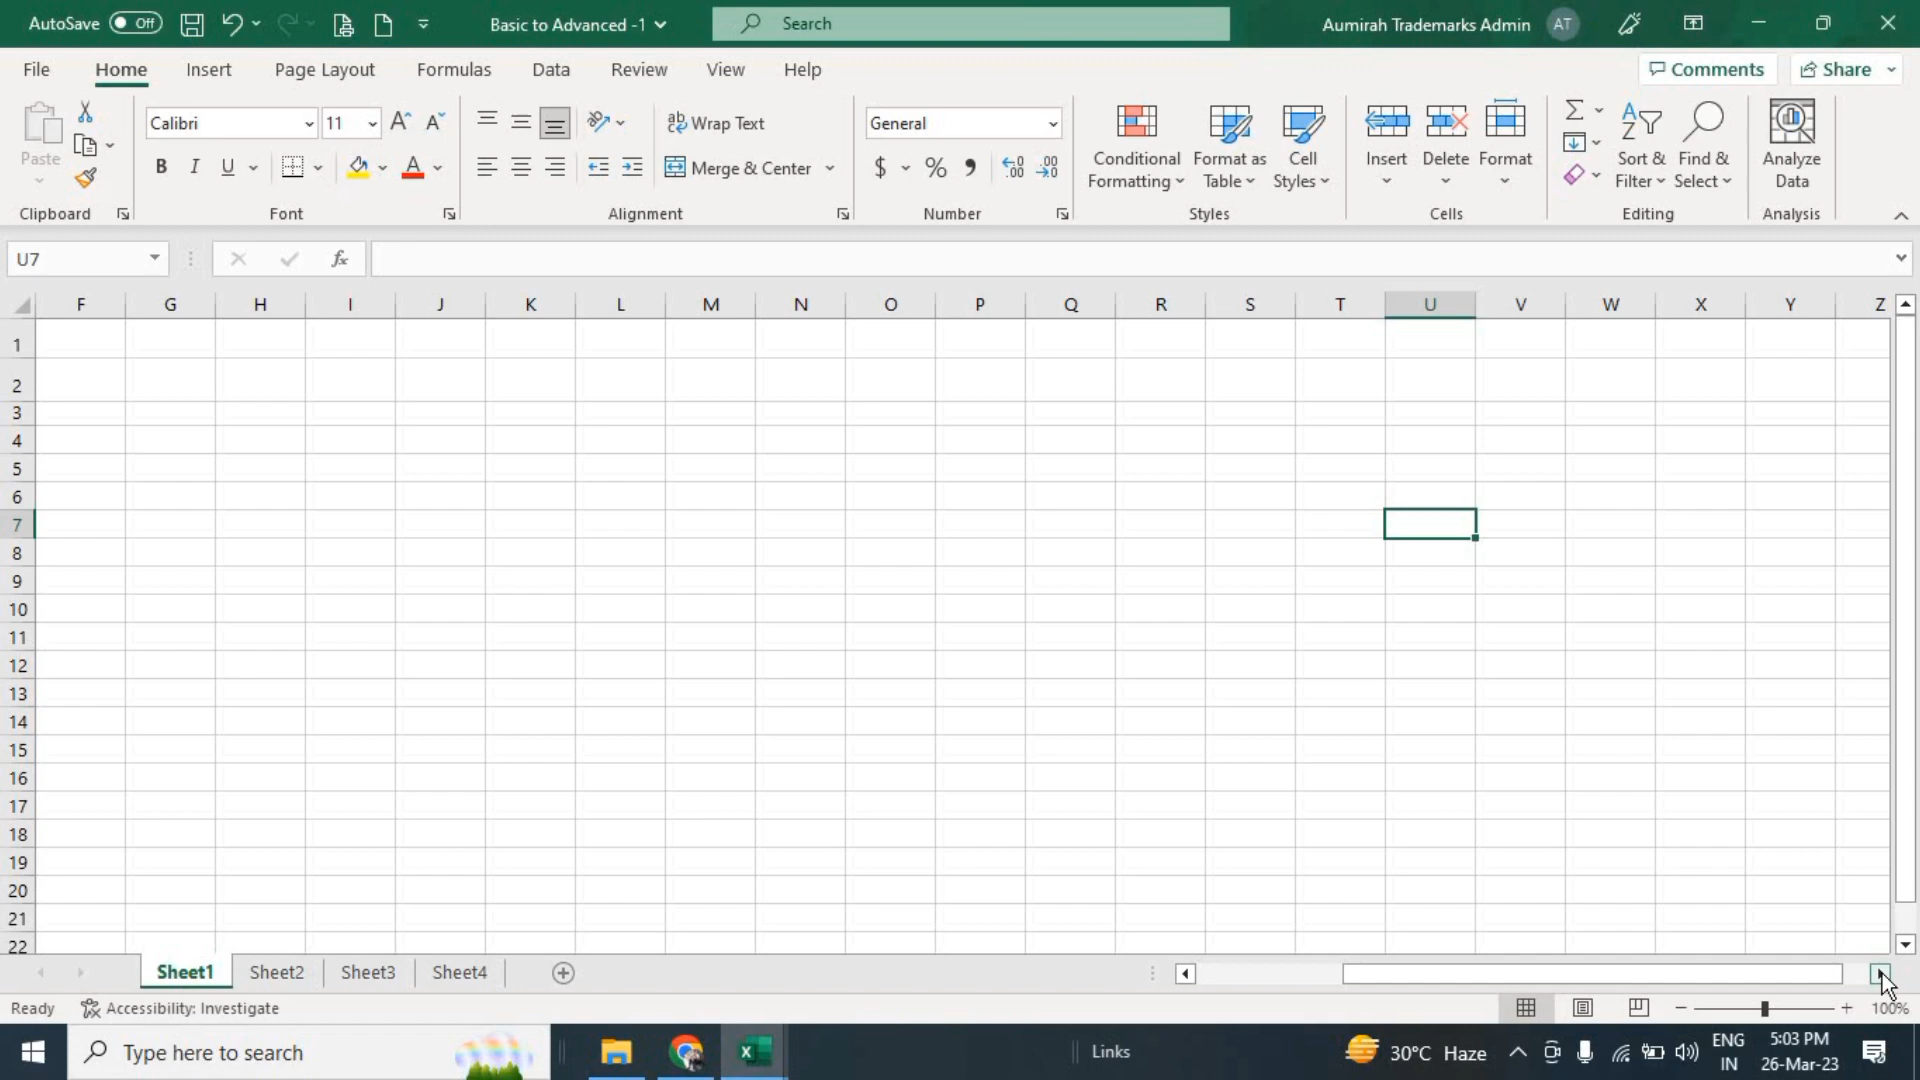 AutoSave Off Basic to Advanced -1 Search Aumirah Trademarks Admin AT
File Home Insert Page Layout Formulas Data Review View Help Comments Share
Paste
Calibri 11
B I U A
Wrap Text
Merge & Center
General
$ %
Conditional Formatting
Format as Table
Cell Styles
Insert Delete Format
Sort & Filter
Find & Select
Analyze Data
Clipboard Font Alignment Number Styles Cells Editing Analysis
U7 fx
F G H I J K L M N O P Q R S T U V W X Y Z
1
2
3
4
5
6
7
8
9
10
11
12
13
14
15
16
17
18
19
20
21
22
Sheet1 Sheet2 Sheet3 Sheet4
Ready Accessibility: Investigate 100%
Type here to search Links 30°C Haze ENG IN 5:03 PM 26-Mar-23